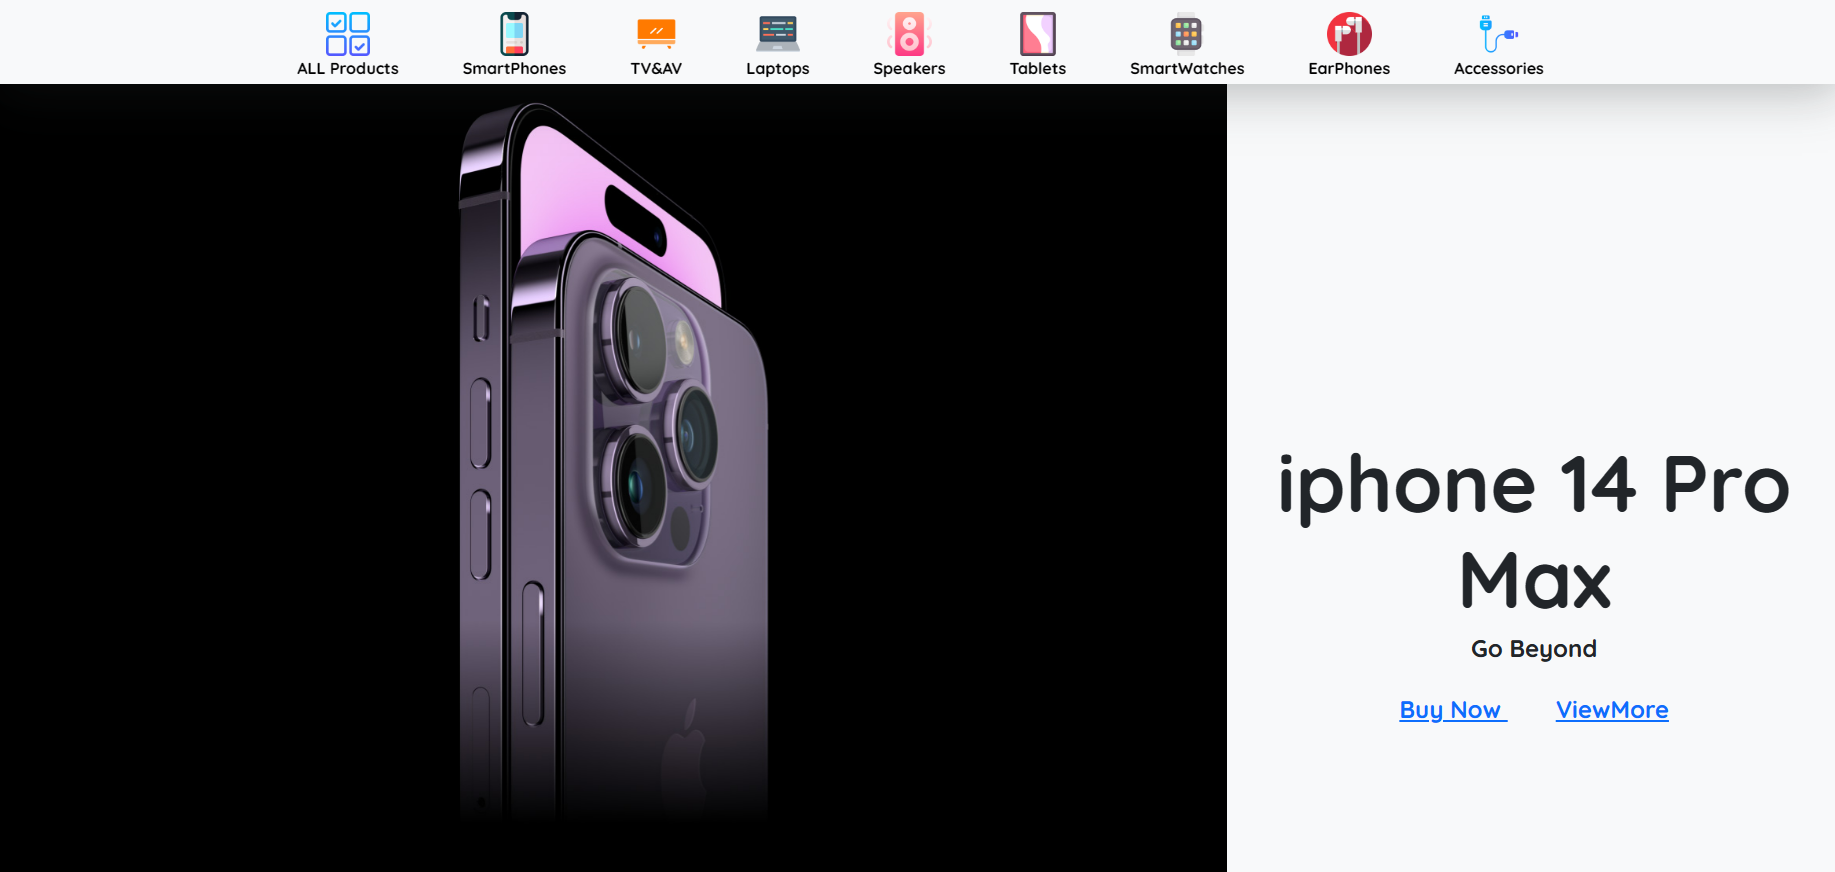 ALL Products
SmartPhones
TV&AV
Laptops
Speakers
Tablets
SmartWatches
EarPhones
Accessories
iphone 14 Pro
Max
Go Beyond
Buy Now
ViewMore